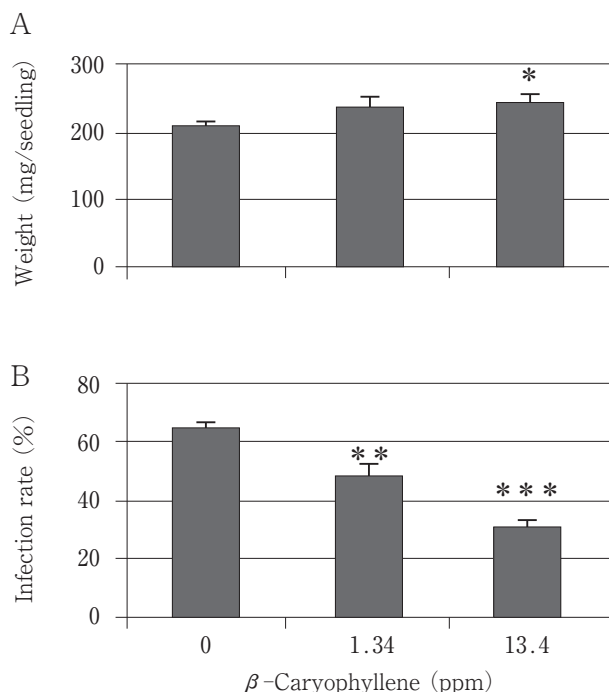 A
Weight (mg/seedling)
300
200
100
0
*
B
Infection rate (%)
80
60
40
20
0
**
***
0 1.34 13.4
β-Caryophyllene (ppm)